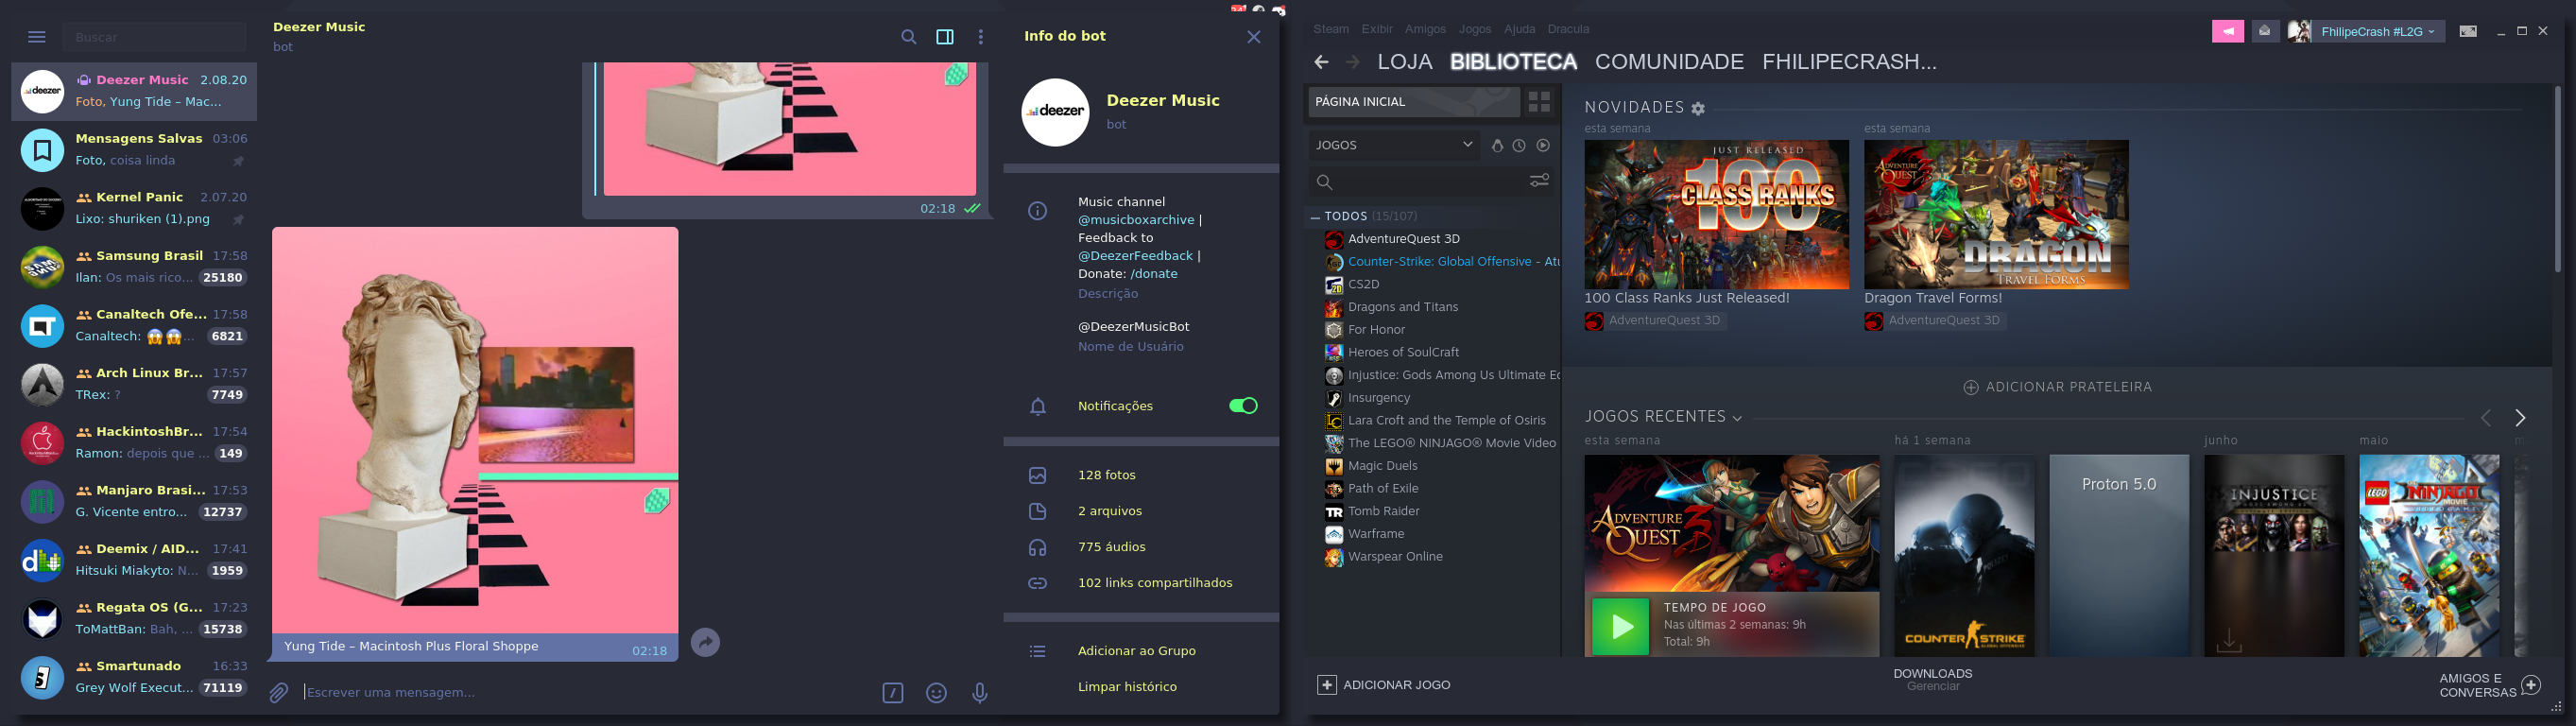 Buscar
deezer
Deezer Music 2.08.20
Foto, Yung Tide – Mac...
Mensagens Salvas 03:06
Foto, coisa linda
Kernel Panic 2.07.20
Lixo: shuriken (1).png
Samsung Brasil 17:58
Ilan: Os mais rico... 25180
Canaltech Ofe... 17:58
Canaltech: 😱😱... 6821
Arch Linux Br... 17:57
TRex: ? 7749
HackintoshBr... 17:54
Ramon: depois que ... 149
Manjaro Brasi... 17:53
G. Vicente entro... 12737
Deemix / AID... 17:41
Hitsuki Miakyto: N... 1959
Regata OS (G... 17:23
ToMattBan: Bah, ... 15738
Smartunado 16:33
Grey Wolf Execut... 71119
Deezer Music
bot
02:18
Yung Tide – Macintosh Plus Floral Shoppe
02:18
Escrever uma mensagem...
Info do bot
deezer
Deezer Music
bot
Music channel
@musicboxarchive |
Feedback to
@DeezerFeedback |
Donate: /donate
Descrição
@DeezerMusicBot
Nome de Usuário
Notificações
128 fotos
2 arquivos
775 áudios
102 links compartilhados
Adicionar ao Grupo
Limpar histórico
Steam Exibir Amigos Jogos Ajuda Dracula
FhilipeCrash #L2G
LOJA BIBLIOTECA COMUNIDADE FHILIPECRASH...
PÁGINA INICIAL
JOGOS
TODOS (15/107)
AdventureQuest 3D
Counter-Strike: Global Offensive - Atu
CS2D
Dragons and Titans
For Honor
Heroes of SoulCraft
Injustice: Gods Among Us Ultimate Ed
Insurgency
Lara Croft and the Temple of Osiris
The LEGO® NINJAGO® Movie Video
Magic Duels
Path of Exile
Tomb Raider
Warframe
Warspear Online
NOVIDADES
esta semana
JUST RELEASED
100
CLASS RANKS
100 Class Ranks Just Released!
AdventureQuest 3D
esta semana
ADVENTURE QUEST 3D
DRAGON
TRAVEL FORMS
Dragon Travel Forms!
AdventureQuest 3D
ADICIONAR PRATELEIRA
JOGOS RECENTES
esta semana
ADVENTURE
QUEST 3D
TEMPO DE JOGO
Nas últimas 2 semanas: 9h
Total: 9h
há 1 semana
COUNTER STRIKE
GLOBAL OFFENSIVE
Proton 5.0
junho
INJUSTICE
maio
LEGO NINJAGO
MOVIE
ADICIONAR JOGO
DOWNLOADS
Gerenciar
AMIGOS E
CONVERSAS